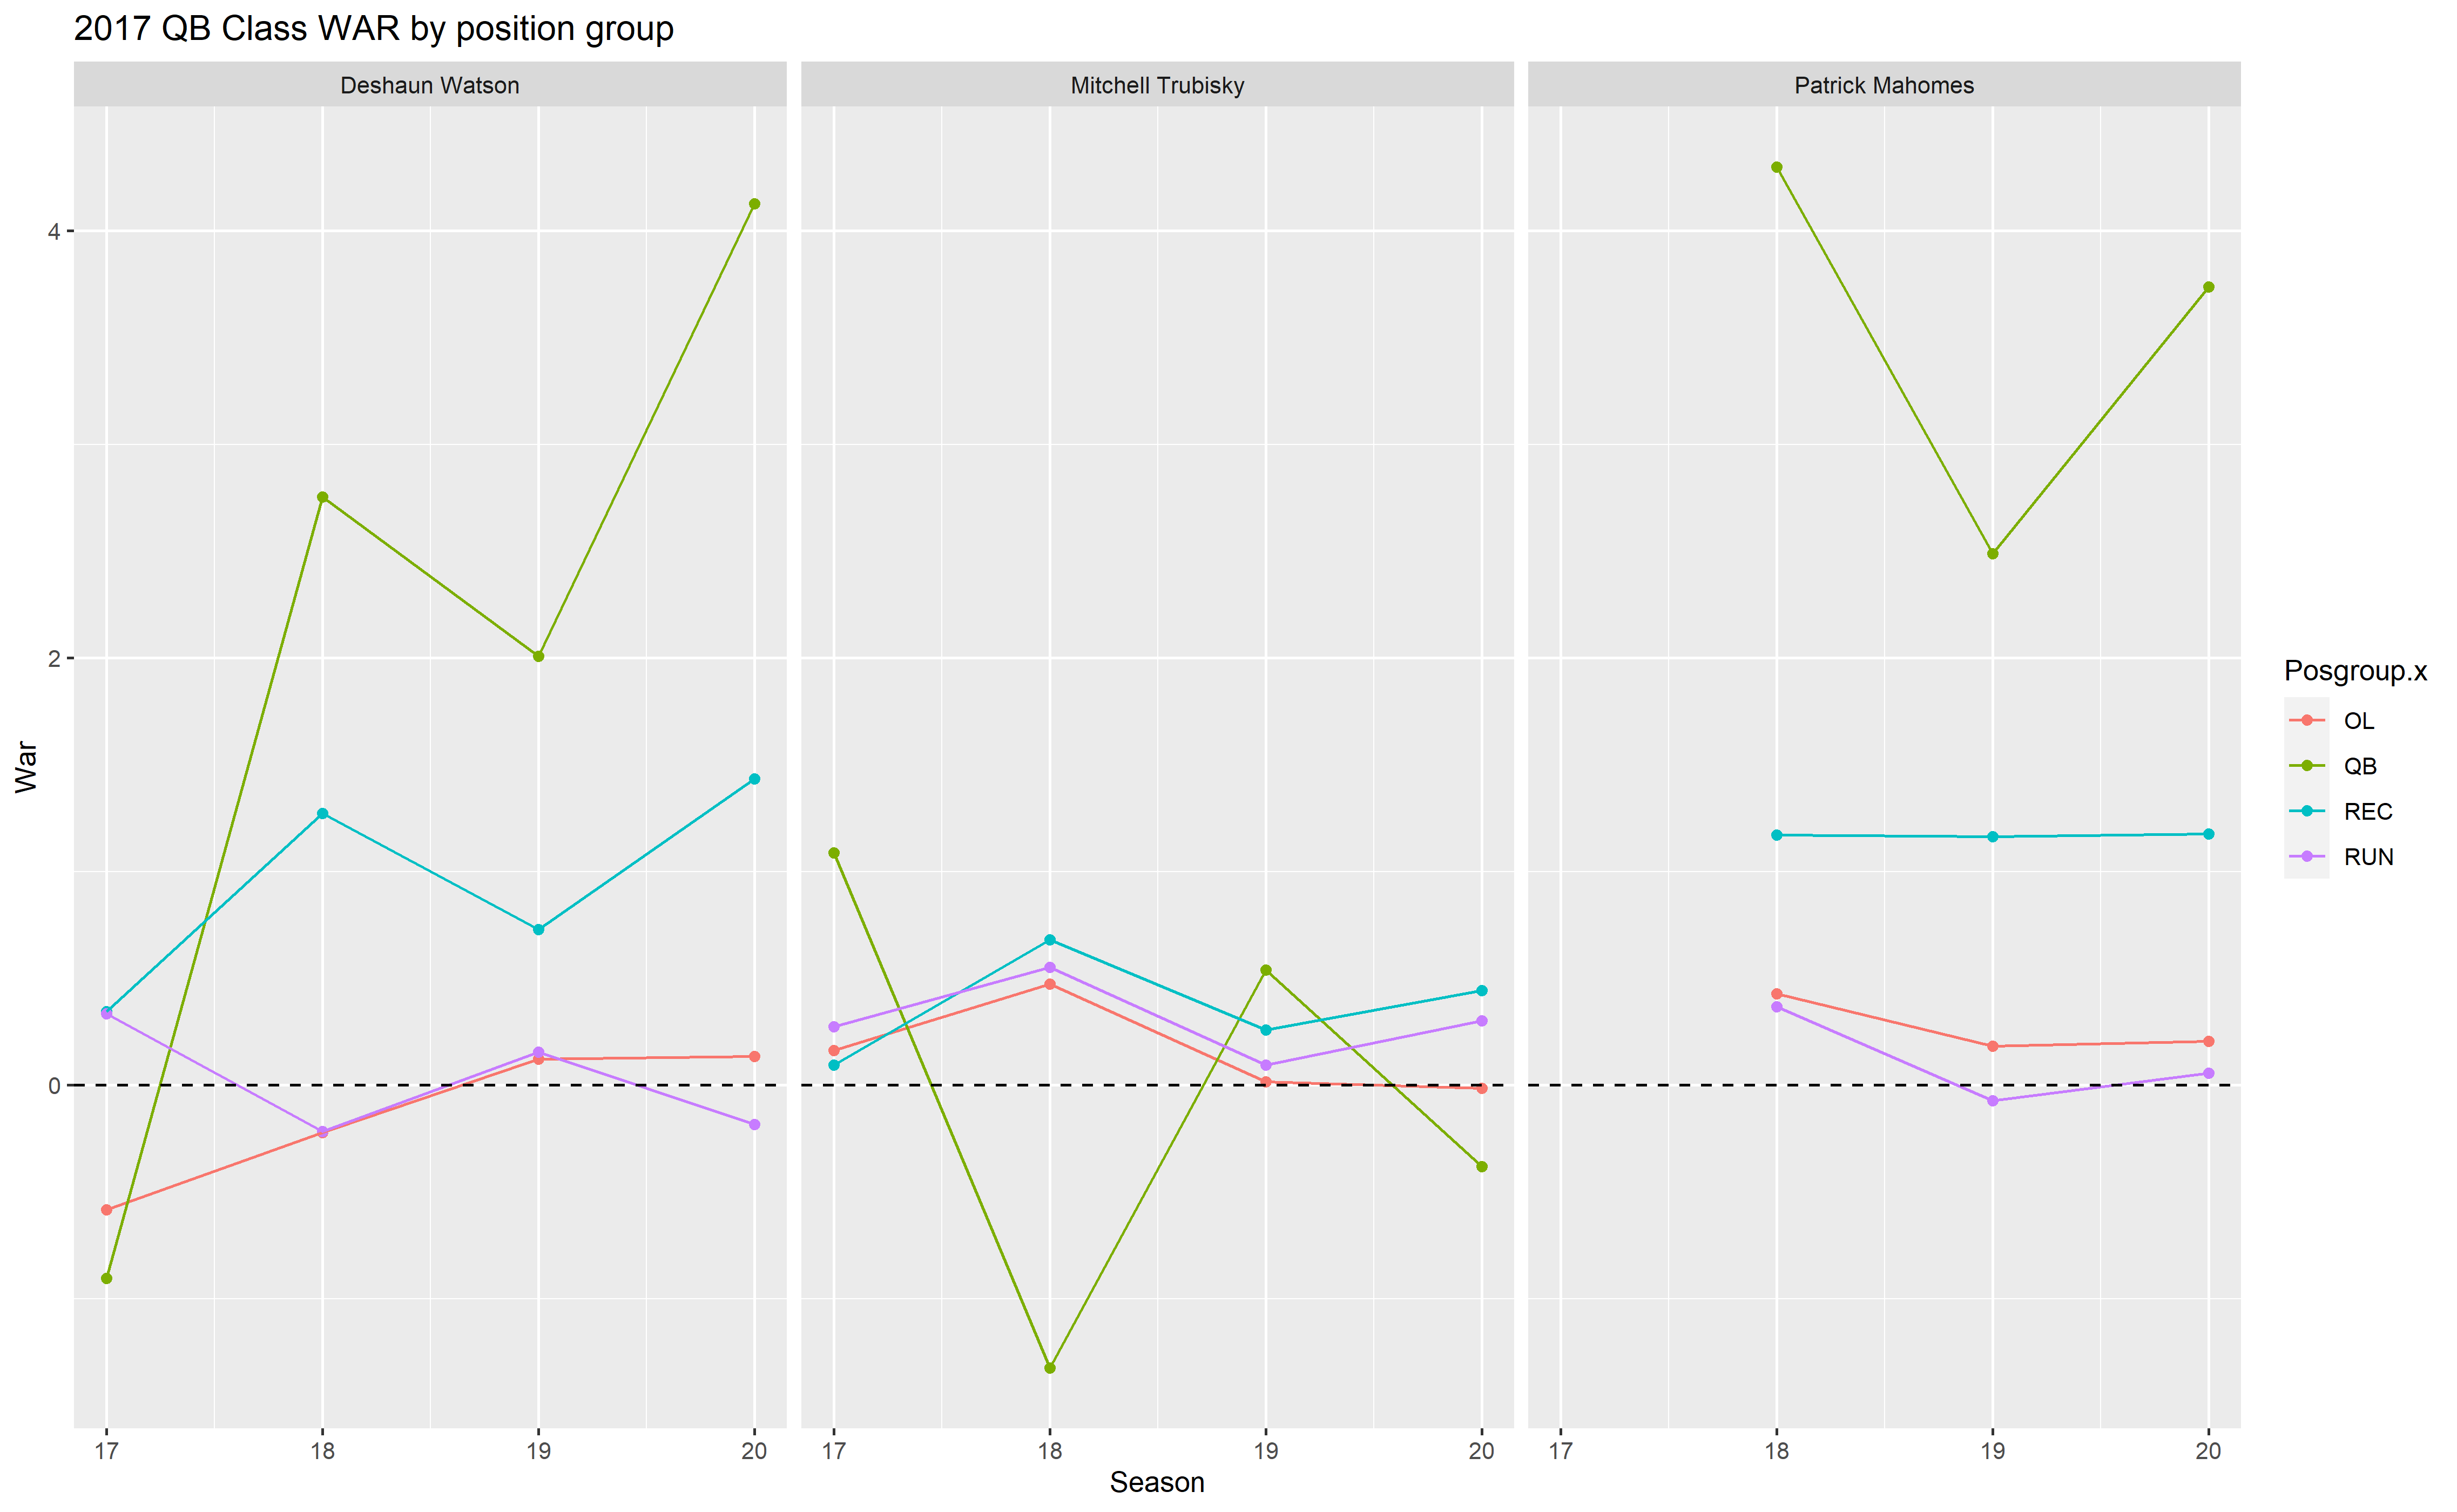 2017 QB Class WAR by position group
Deshaun Watson
Mitchell Trubisky
Patrick Mahomes
4
2
0
War
17 18 19 20
17 18 19 20
17 18 19 20
Season
Posgroup.x
OL
QB
REC
RUN